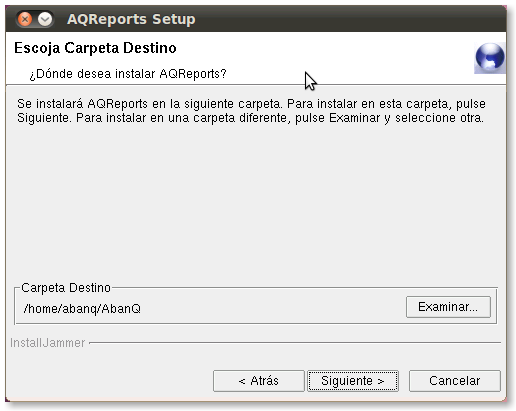 AQReports Setup
Escoja Carpeta Destino
¿Dónde desea instalar AQReports?
Se instalará AQReports en la siguiente carpeta. Para instalar en esta carpeta, pulse
Siguiente. Para instalar en una carpeta diferente, pulse Examinar y seleccione otra.
Carpeta Destino
/home/abanq/AbanQ
Examinar...
InstallJammer
< Atrás
Siguiente >
Cancelar